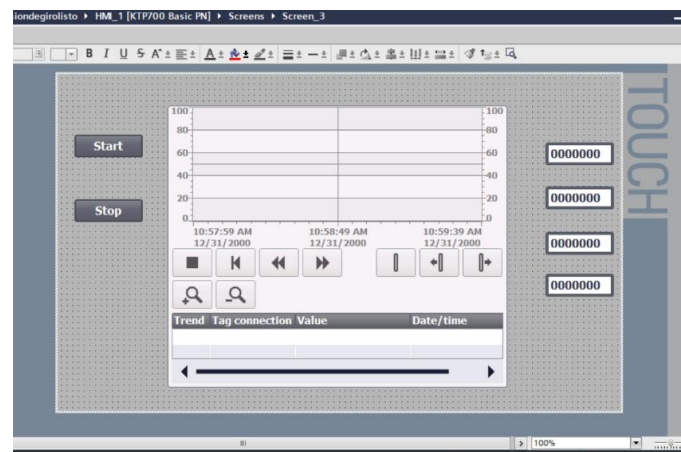 iondegirolisto ▸ HMI_1 [KTP700 Basic PN] ▸ Screens ▸ Screen_3
B I U S A
A
TOUCH
Start
Stop
100 100
80 80
60 60
40 40
20 20
0 0
10:57:59 AM 10:58:49 AM 10:59:39 AM
12/31/2000 12/31/2000 12/31/2000
Trend Tag connection Value Date/time
0000000
0000000
0000000
0000000
100%